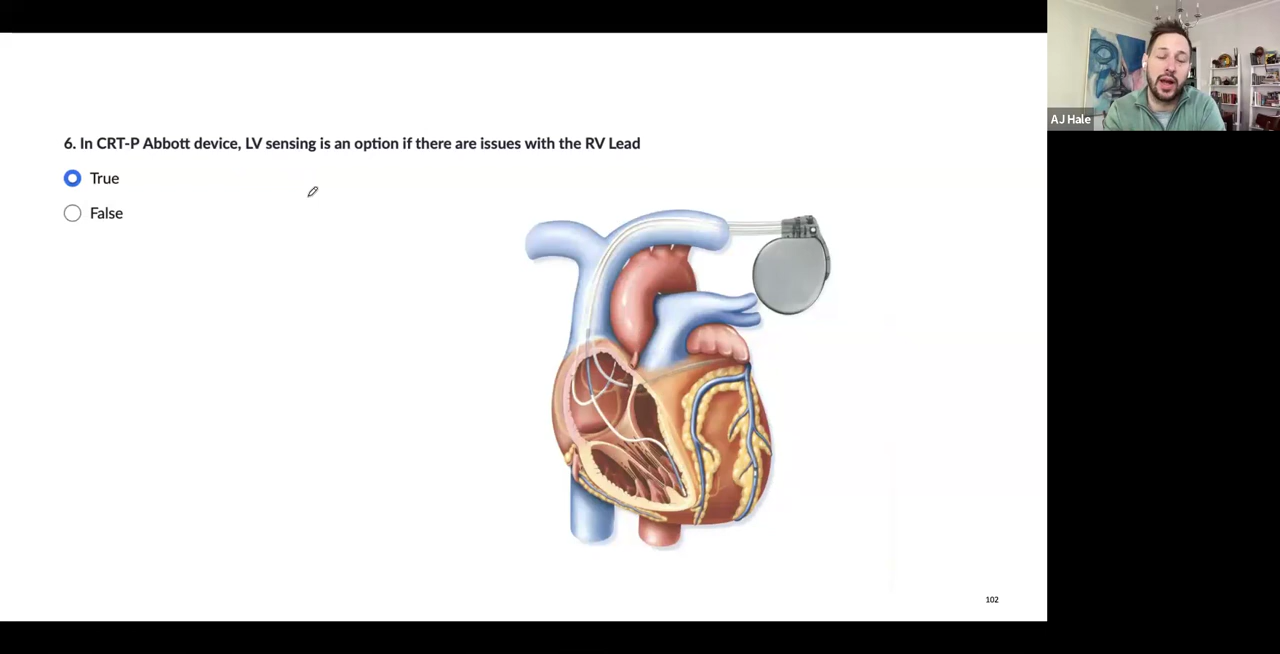 6. In CRT-P Abbott device, LV sensing is an option if there are issues with the RV Lead
True
False
AJ Hale
102